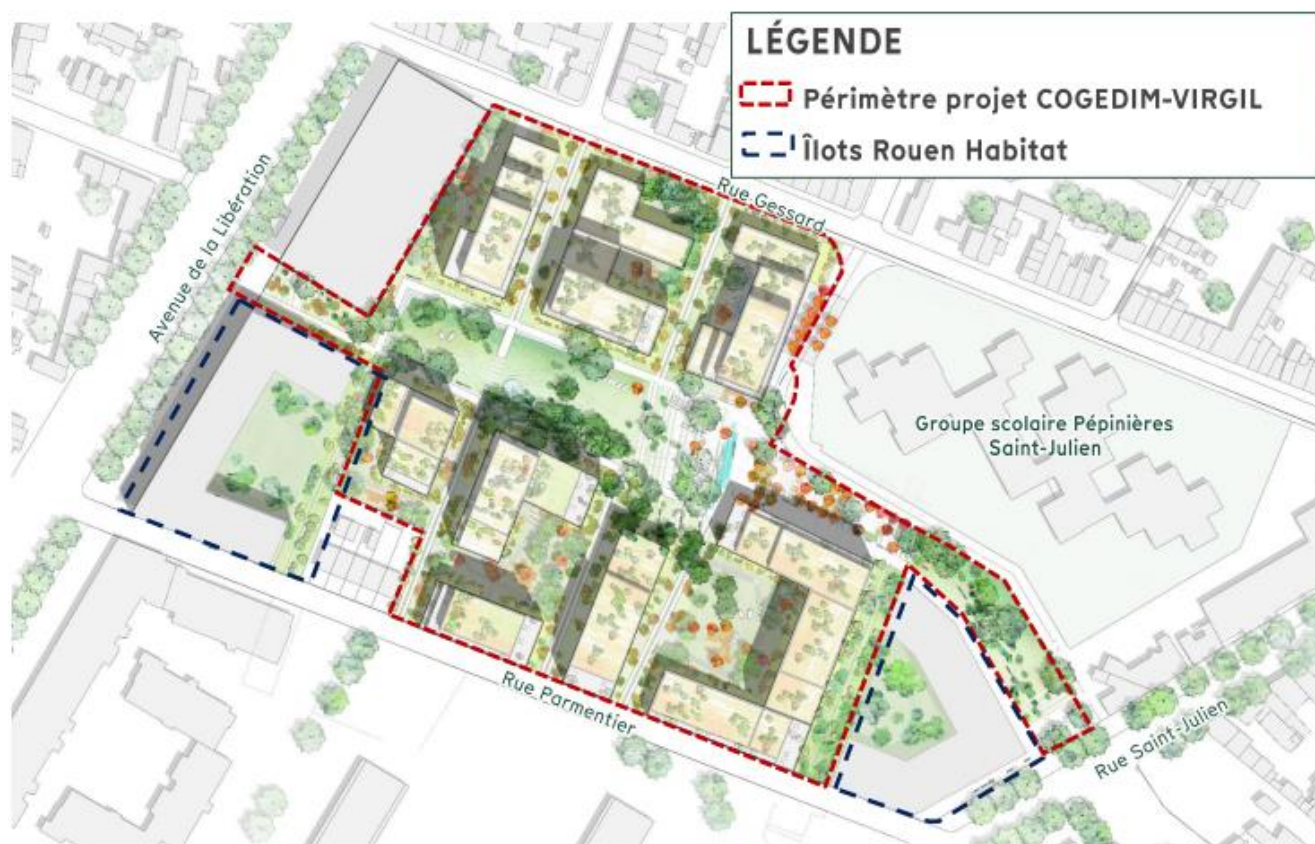 LÉGENDE
Périmètre projet COGEDIM-VIRGIL
Îlots Rouen Habitat
Avenue de la Libération
Rue Gessard
Groupe scolaire Pépinières
Saint-Julien
Rue Parmentier
Rue Saint-Julien